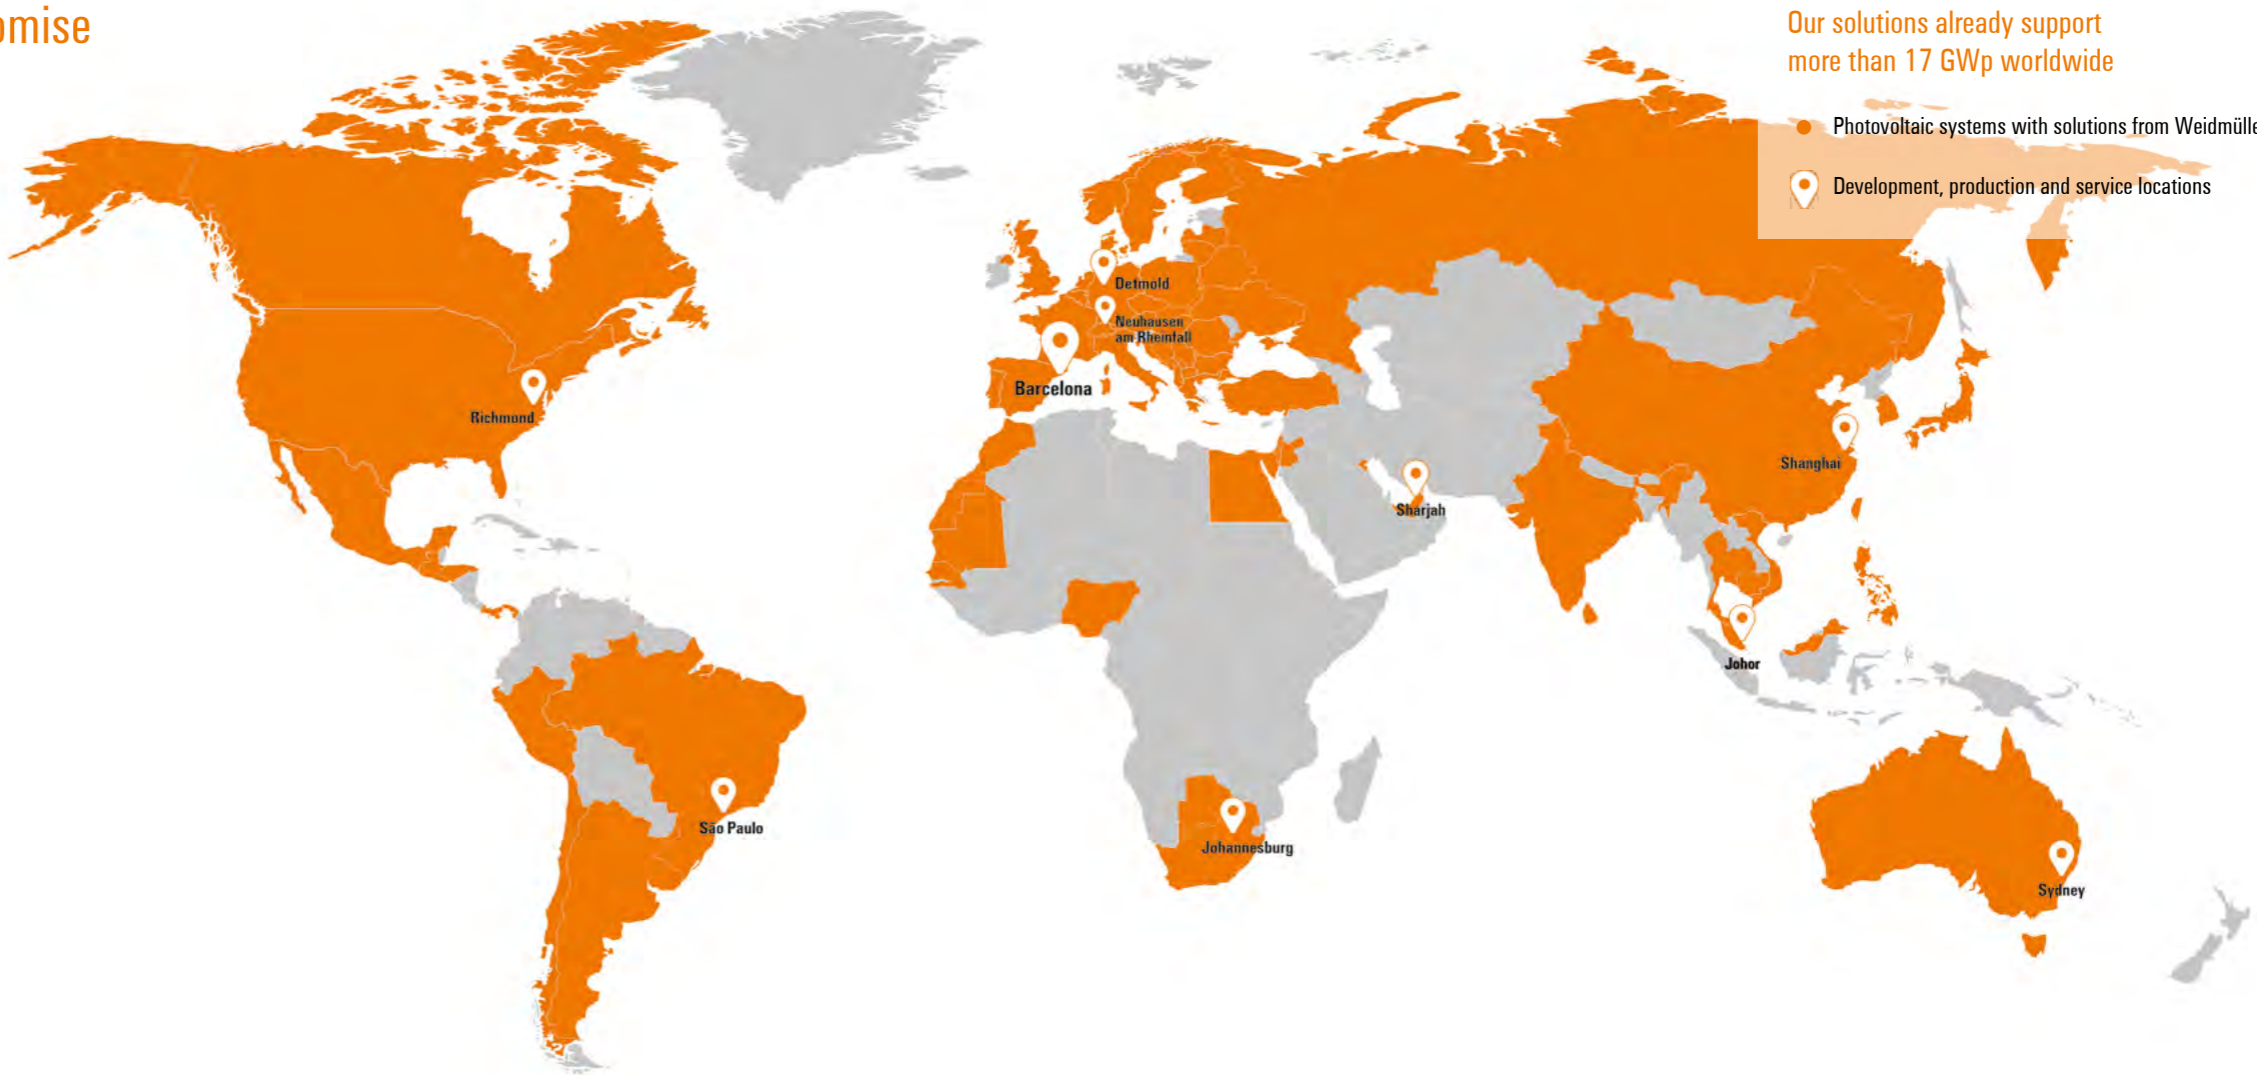 omise
Our solutions already support
more than 17 GWp worldwide
Photovoltaic systems with solutions from Weidmülle
Development, production and service locations
Detmold
Neuhausen
am Rheinfall
Barcelona
Richmond
Shanghai
Sharjah
Johor
São Paulo
Johannesburg
Sydney